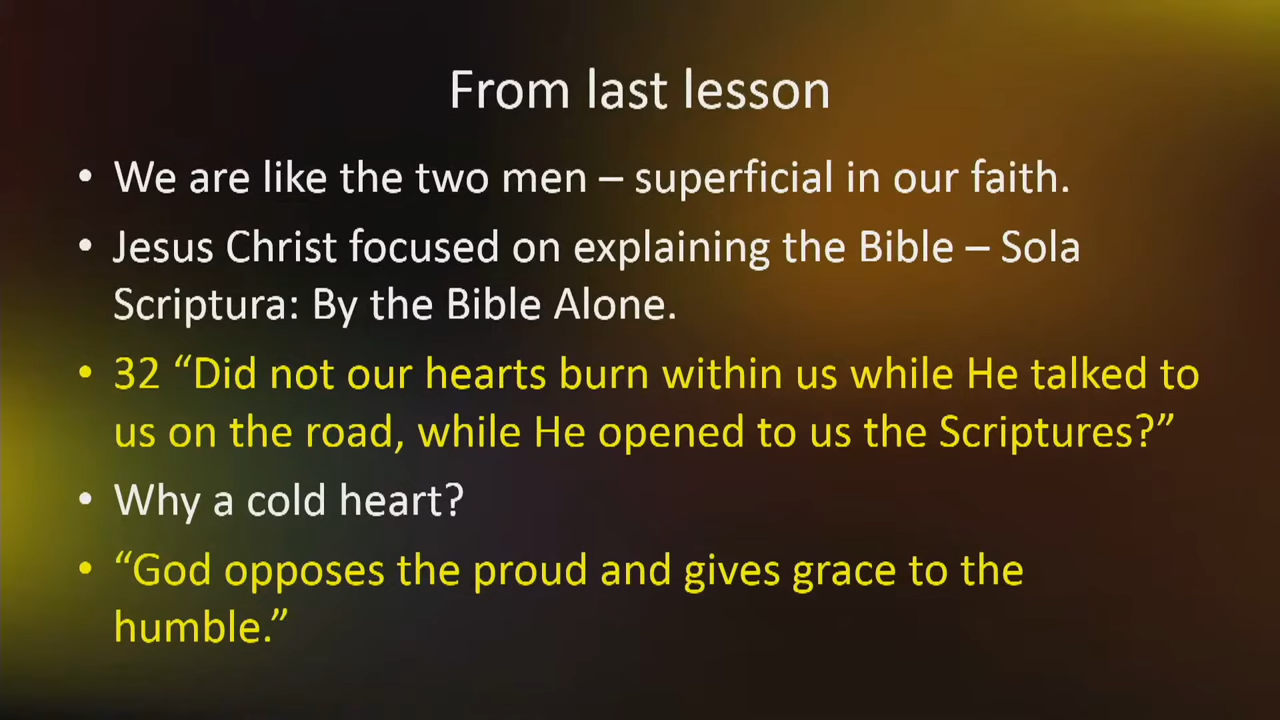 From last lesson
• We are like the two men – superficial in our faith.
• Jesus Christ focused on explaining the Bible – Sola
Scriptura: By the Bible Alone.
• 32 “Did not our hearts burn within us while He talked to
us on the road, while He opened to us the Scriptures?”
• Why a cold heart?
• “God opposes the proud and gives grace to the
humble.”